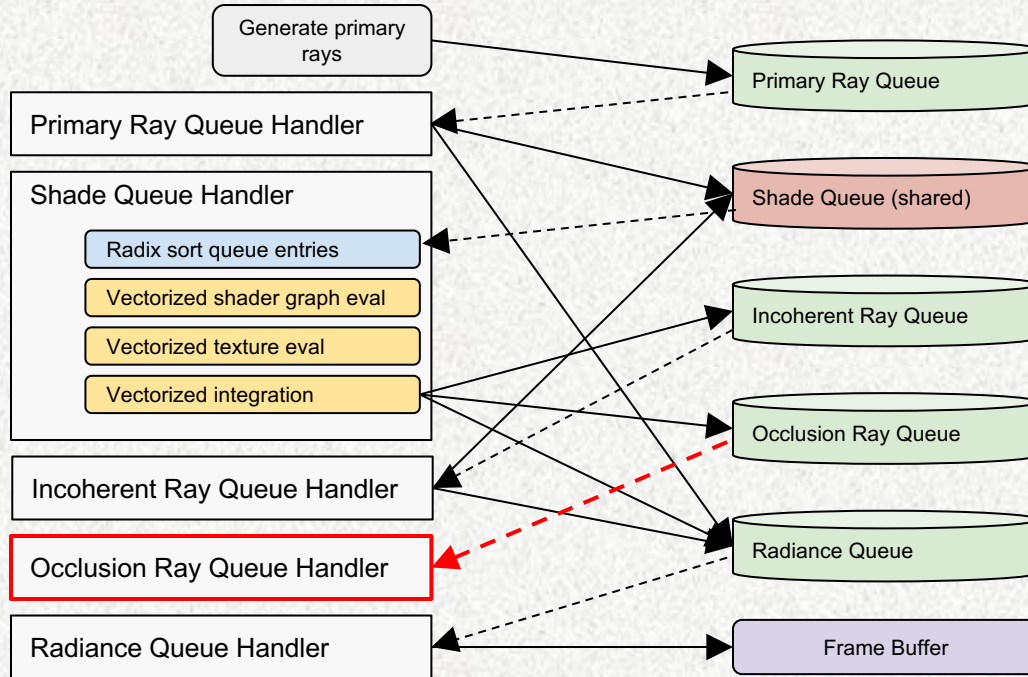 Generate primary
rays
Primary Ray Queue Handler
Shade Queue Handler
Radix sort queue entries
Vectorized shader graph eval
Vectorized texture eval
Vectorized integration
Incoherent Ray Queue Handler
Occlusion Ray Queue Handler
Radiance Queue Handler
Primary Ray Queue
Shade Queue (shared)
Incoherent Ray Queue
Occlusion Ray Queue
Radiance Queue
Frame Buffer